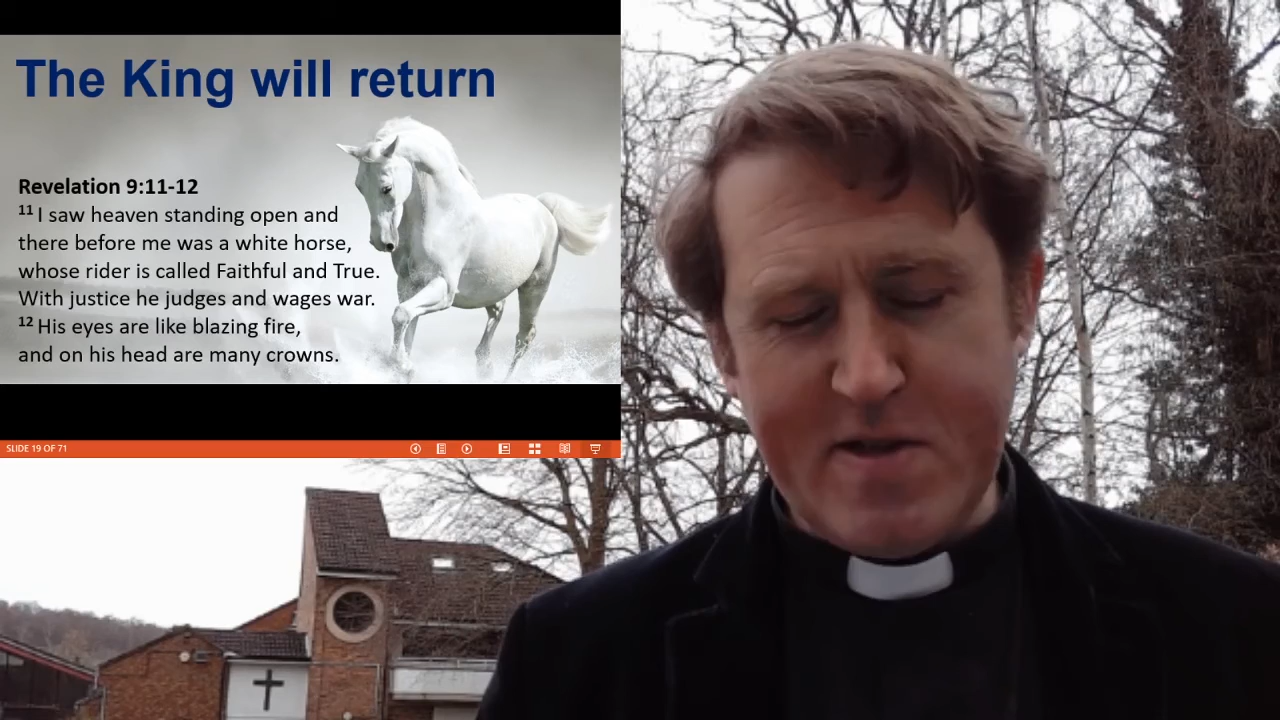 The King will return
Revelation 9:11-12
11 I saw heaven standing open and
there before me was a white horse,
whose rider is called Faithful and True.
With justice he judges and wages war.
12 His eyes are like blazing fire,
and on his head are many crowns.
SLIDE 19 OF 71